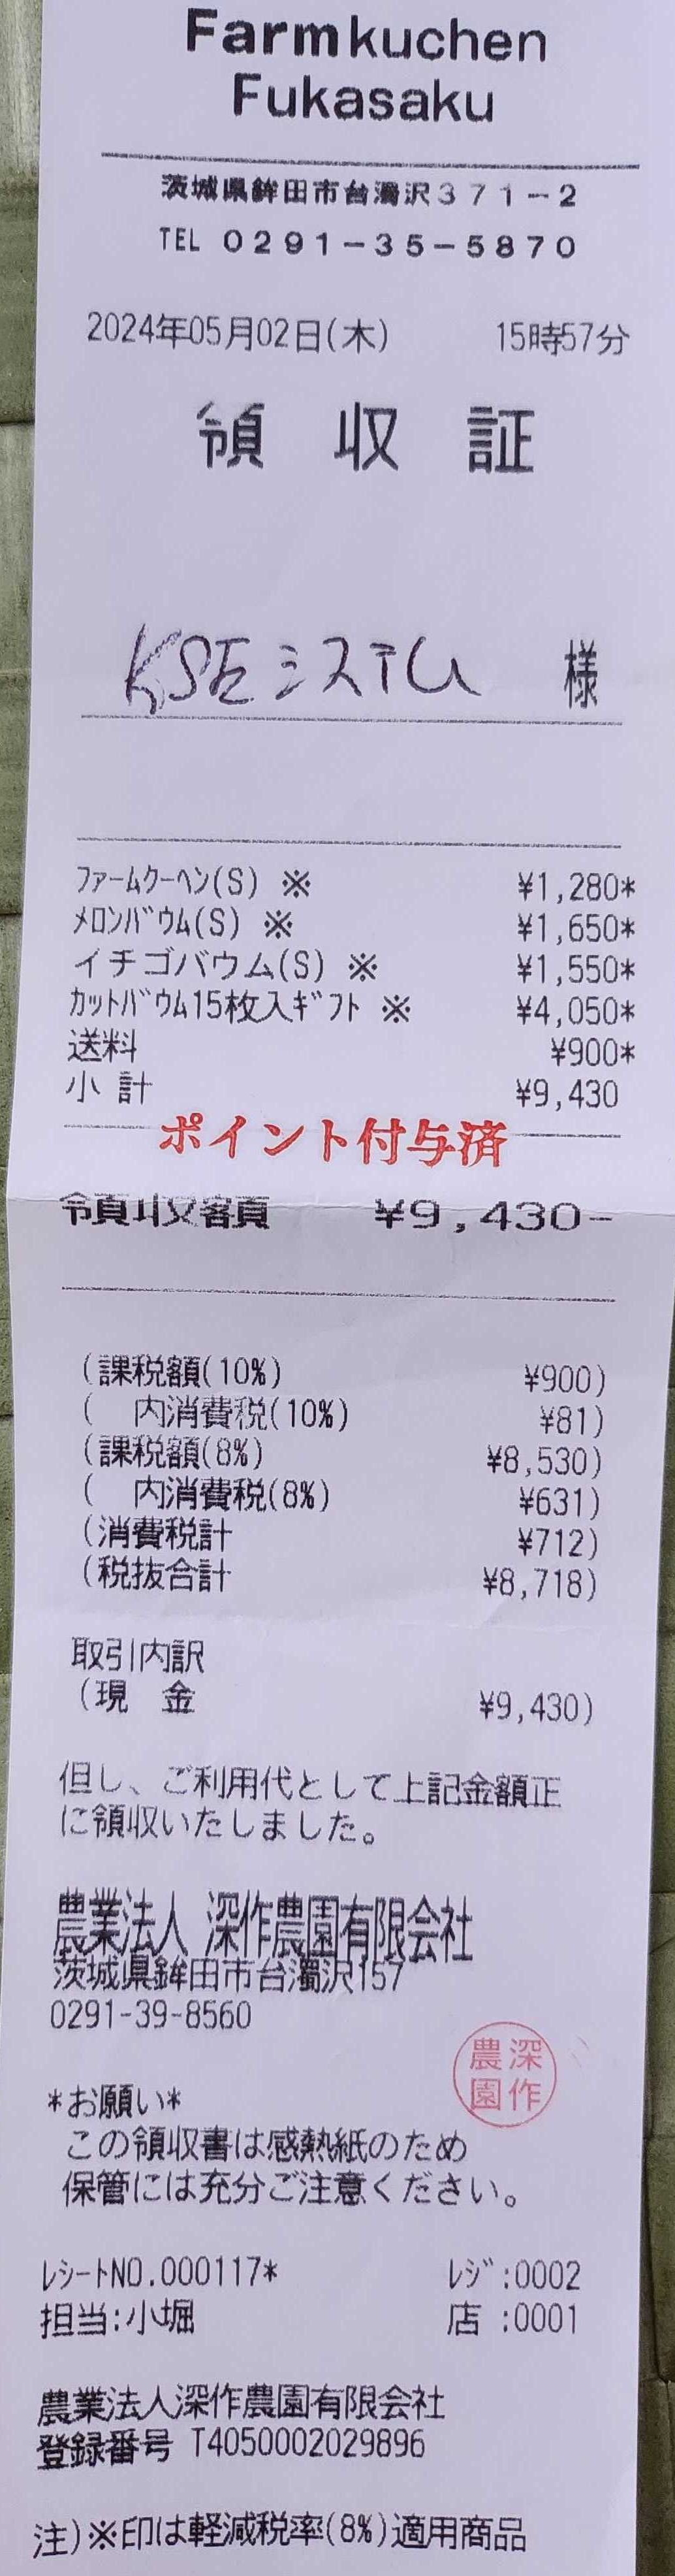 Farmkuchen
Fukasaku
茨城県鉾田市台濁沢371-2
TEL 0291-35-5870
2024年05月02日(木) 15時57分
領 収 証
KSEシステム 様
ファームクーヘン(S) ※ ¥1,280*
メロンバウム(S) ※ ¥1,650*
イチゴバウム(S) ※ ¥1,550*
カットバウム15枚入ギフト ※ ¥4,050*
送料 ¥900*
小 計 ¥9,430
ポイント付与済
領収額 ¥9,430-
(課税額(10%) ¥900)
( 内消費税(10%) ¥81)
(課税額(8%) ¥8,530)
( 内消費税(8%) ¥631)
(消費税計 ¥712)
(税抜合計 ¥8,718)
取引内訳
(現 金 ¥9,430)
但し、ご利用代として上記金額正
に領収いたしました。
農業法人 深作農園有限会社
茨城県鉾田市台濁沢157
0291-39-8560
深作
農園
*お願い*
この領収書は感熱紙のため
保管には充分ご注意ください。
レシートNO.000117* レジ:0002
担当:小堀 店 :0001
農業法人深作農園有限会社
登録番号 T4050002029896
注)※印は軽減税率(8%)適用商品